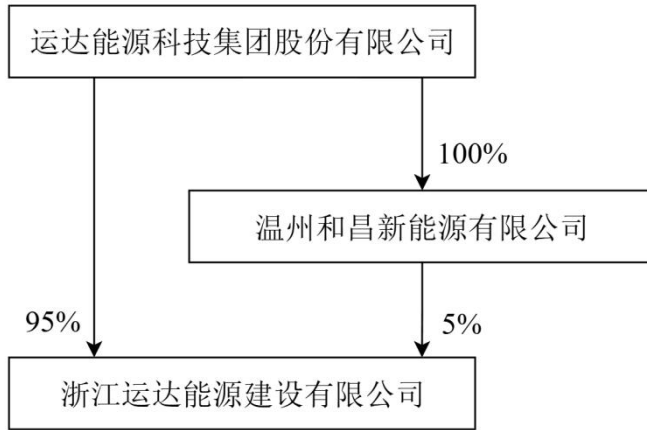 运达能源科技集团股份有限公司
100%
温州和昌新能源有限公司
95%
5%
浙江运达能源建设有限公司